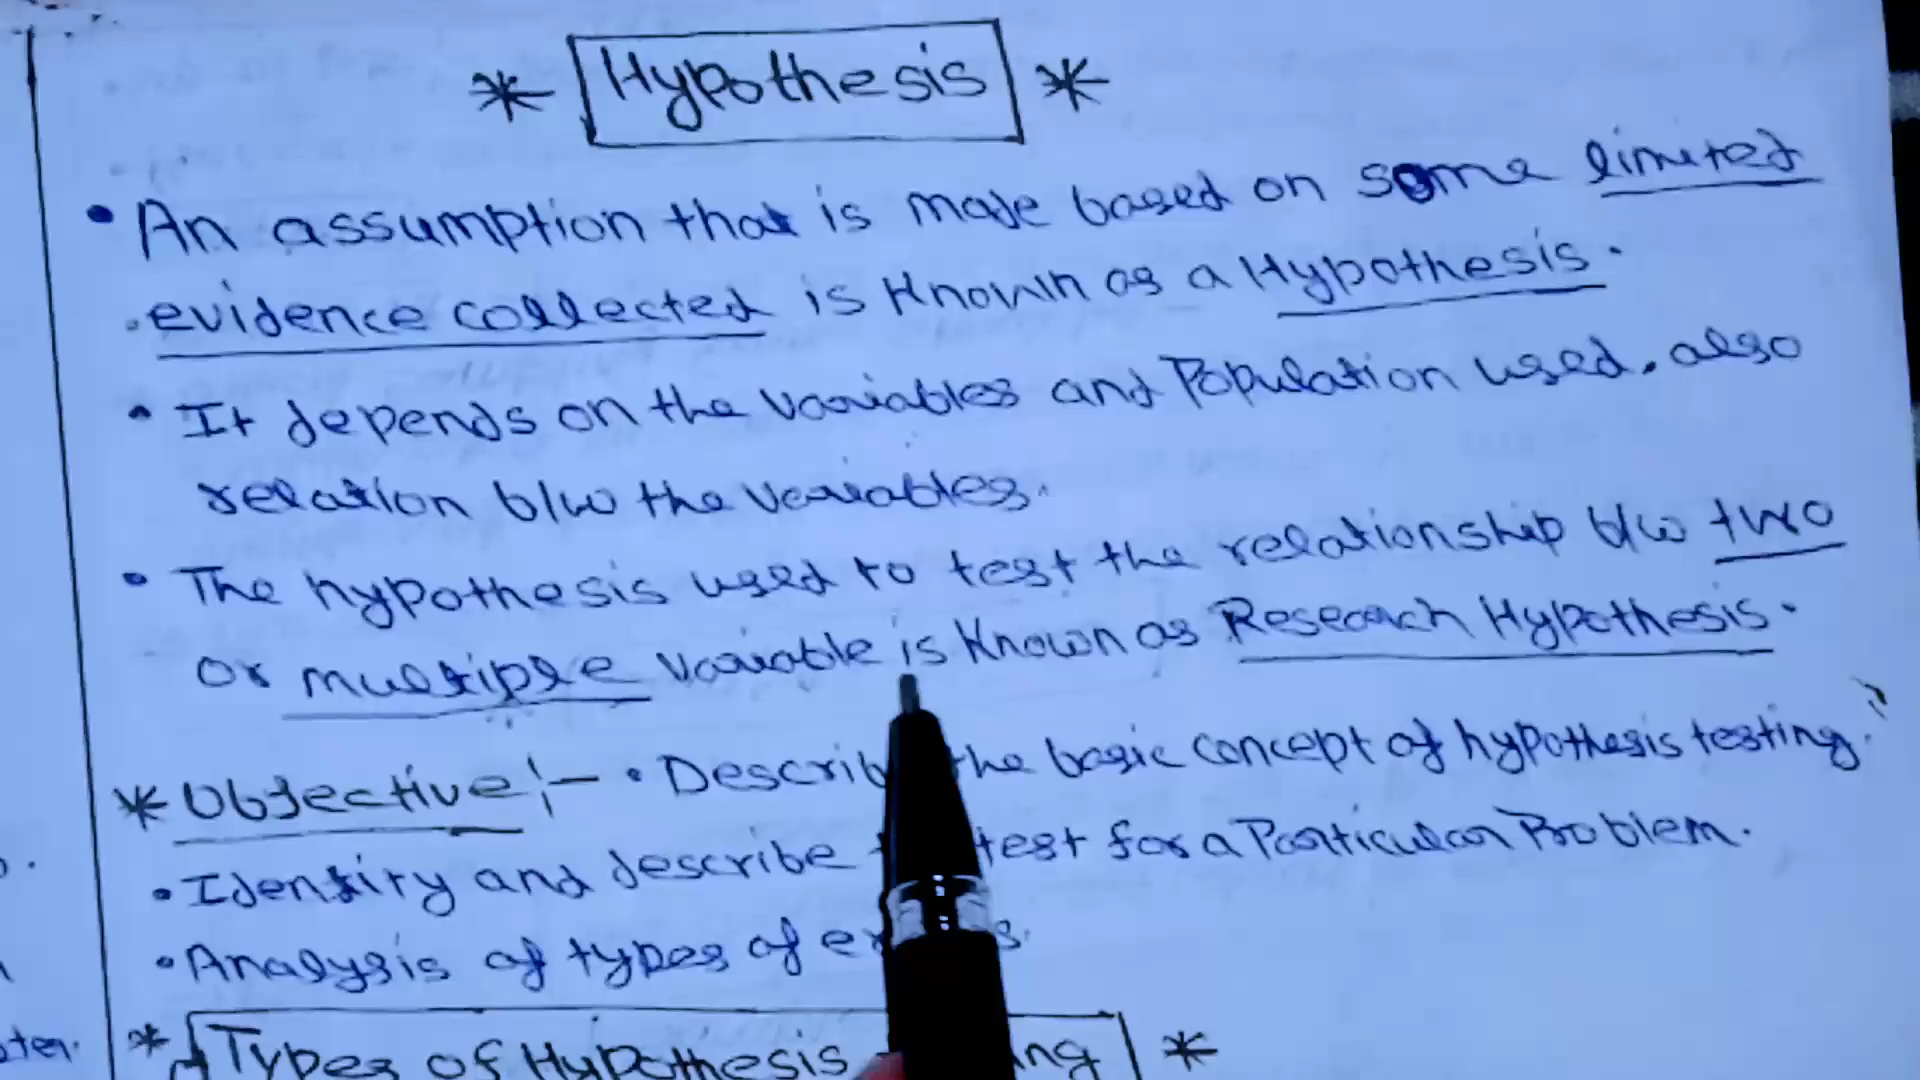 * Hypothesis *
• An assumption that is made based on some limited
evidence collected is known as a Hypothesis.
• It depends on the variables and Population used, also
relation b/w the variables.
• The hypothesis used to test the relationship b/w two
or multiple variable is known as Research Hypothesis.
* Objective :- • Describ the basic concept of hypothesis testing.
• Identity and describe test for a Particular Problem.
• Analysis of types of
* Types of Hypothesis *